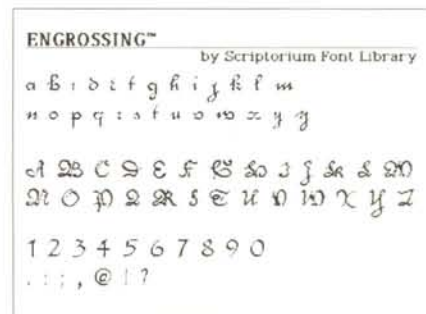 ENGROSSING™
by Scriptorium Font Library
a b c d e f g h i j k l m
n o p q r s t u v w x y z
A B C D E F G H I J K L M
N O P Q R S T U V W X Y Z
1 2 3 4 5 6 7 8 9 0
. : ; , @ ! ?